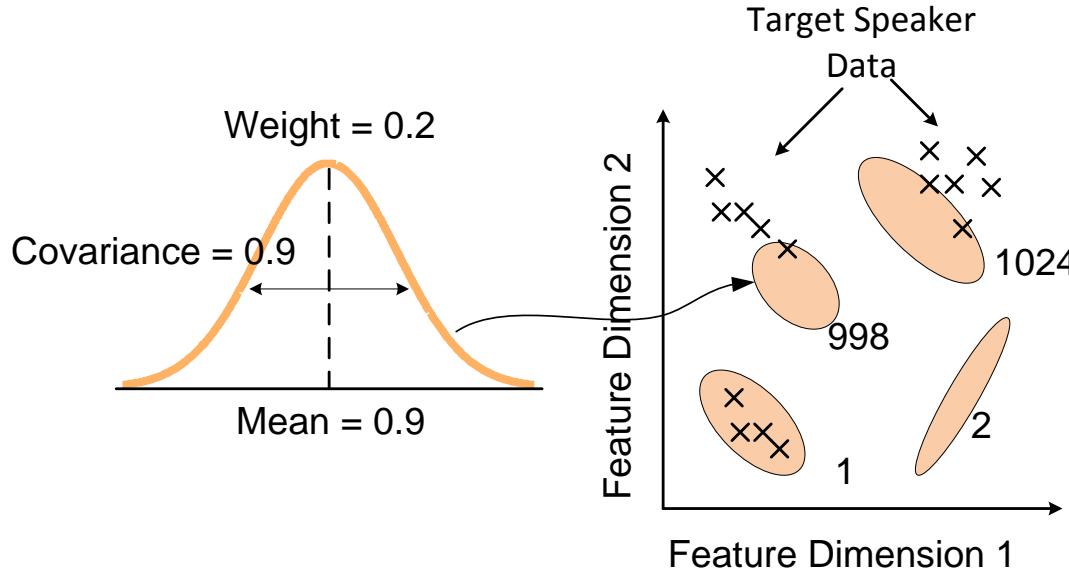 Target Speaker
Data
Weight = 0.2
Covariance = 0.9
Mean = 0.9
Feature Dimension 2
1024
998
2
1
Feature Dimension 1